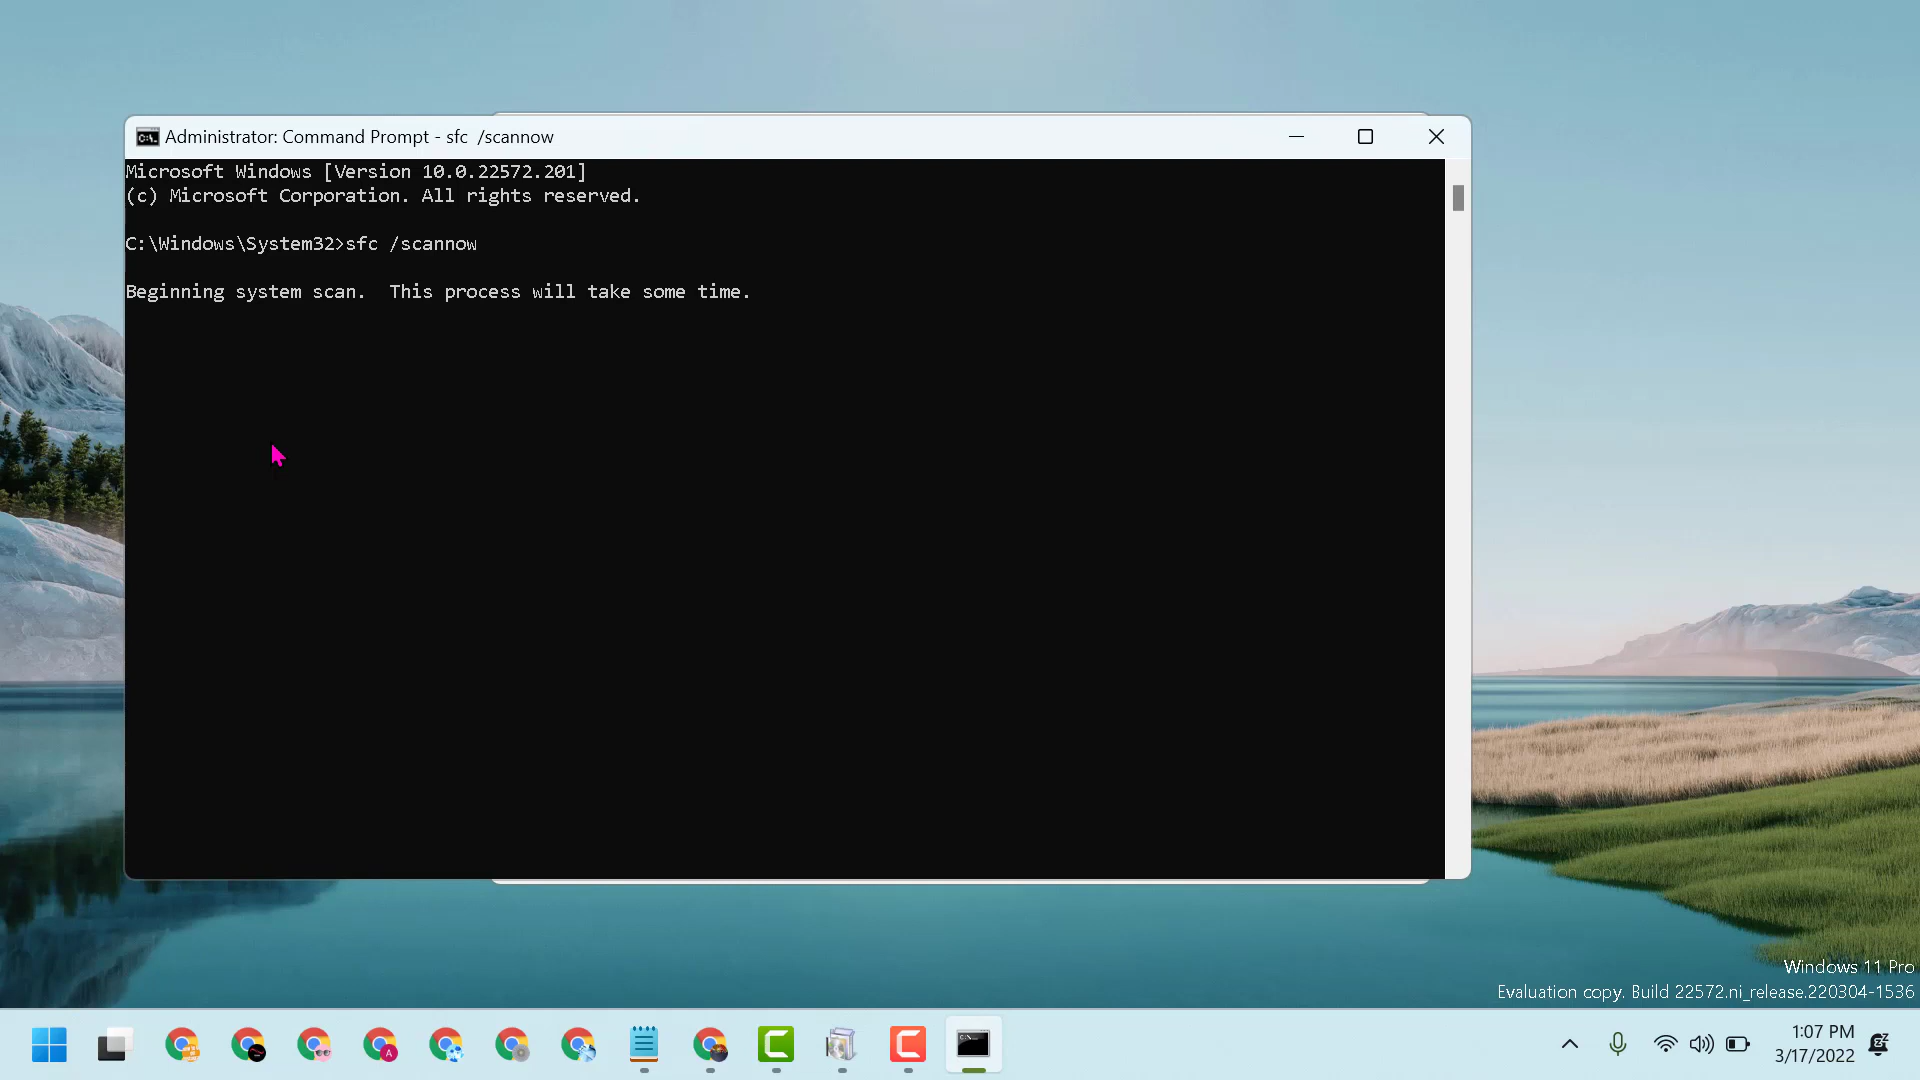 Administrator: Command Prompt - sfc  /scannow
Microsoft Windows [Version 10.0.22572.201]
(c) Microsoft Corporation. All rights reserved.
C:\Windows\System32>sfc /scannow
Beginning system scan.  This process will take some time.
Windows 11 Pro
Evaluation copy. Build 22572.ni_release.220304-1536
A
1:07 PM
3/17/2022